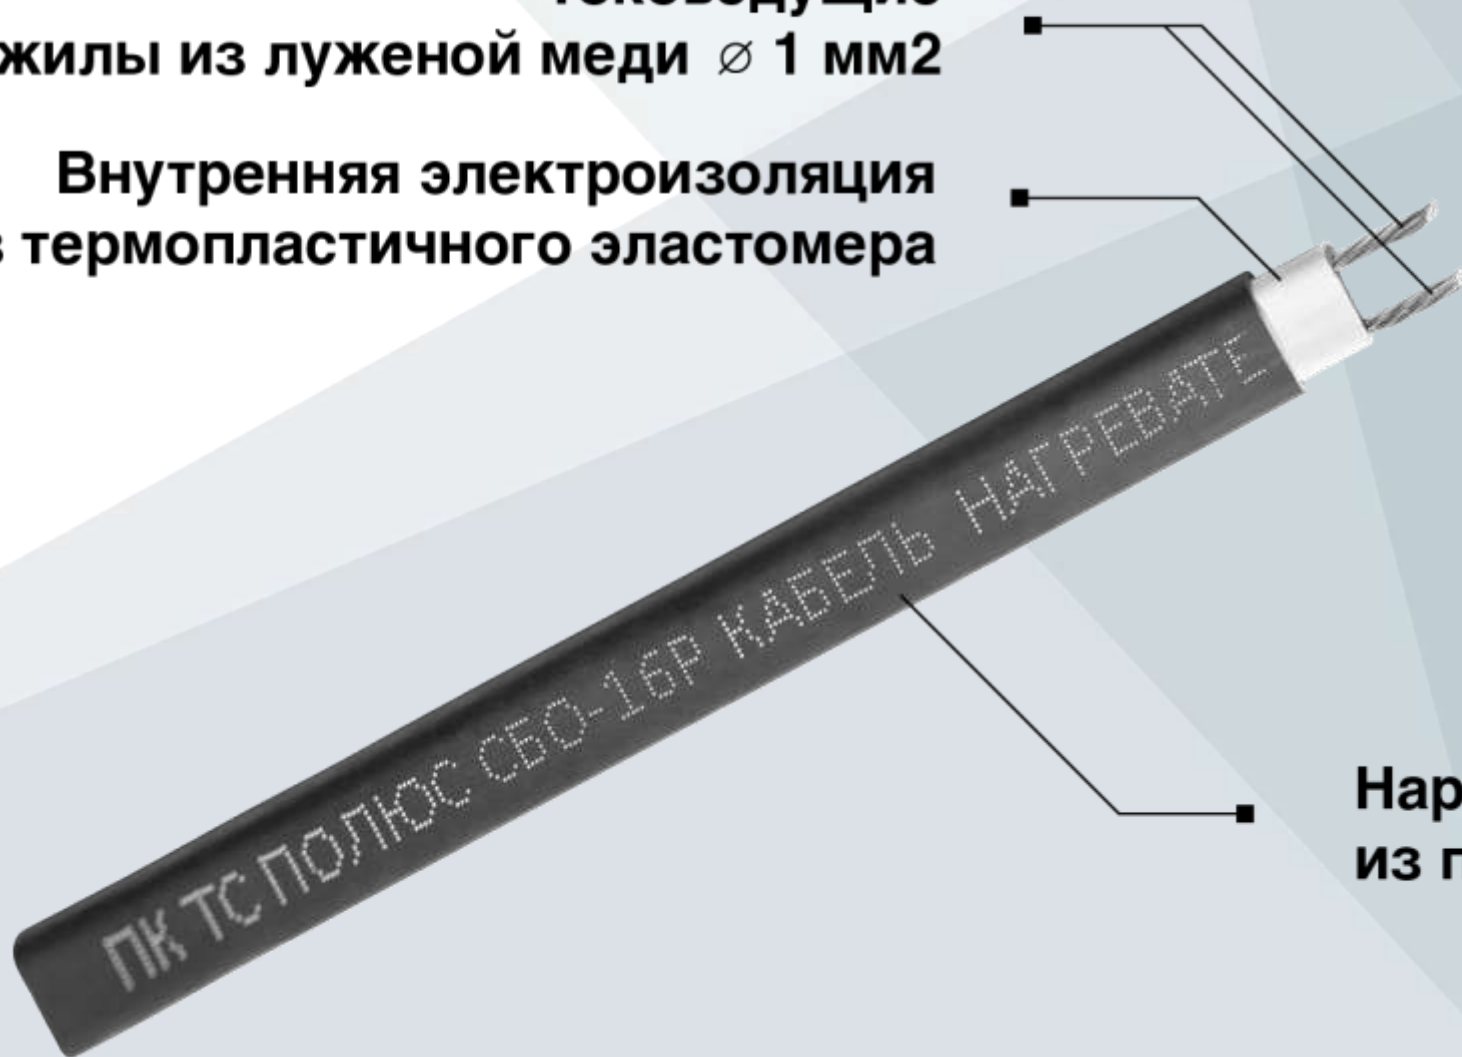 токоведущие
жилы из луженой меди ⌀ 1 мм2
Внутренняя электроизоляция
термопластичного эластомера
ПК ТС ПОЛЮС СБО-16Р КАБЕЛЬ НАГРЕВАТЕ
Нар
из п